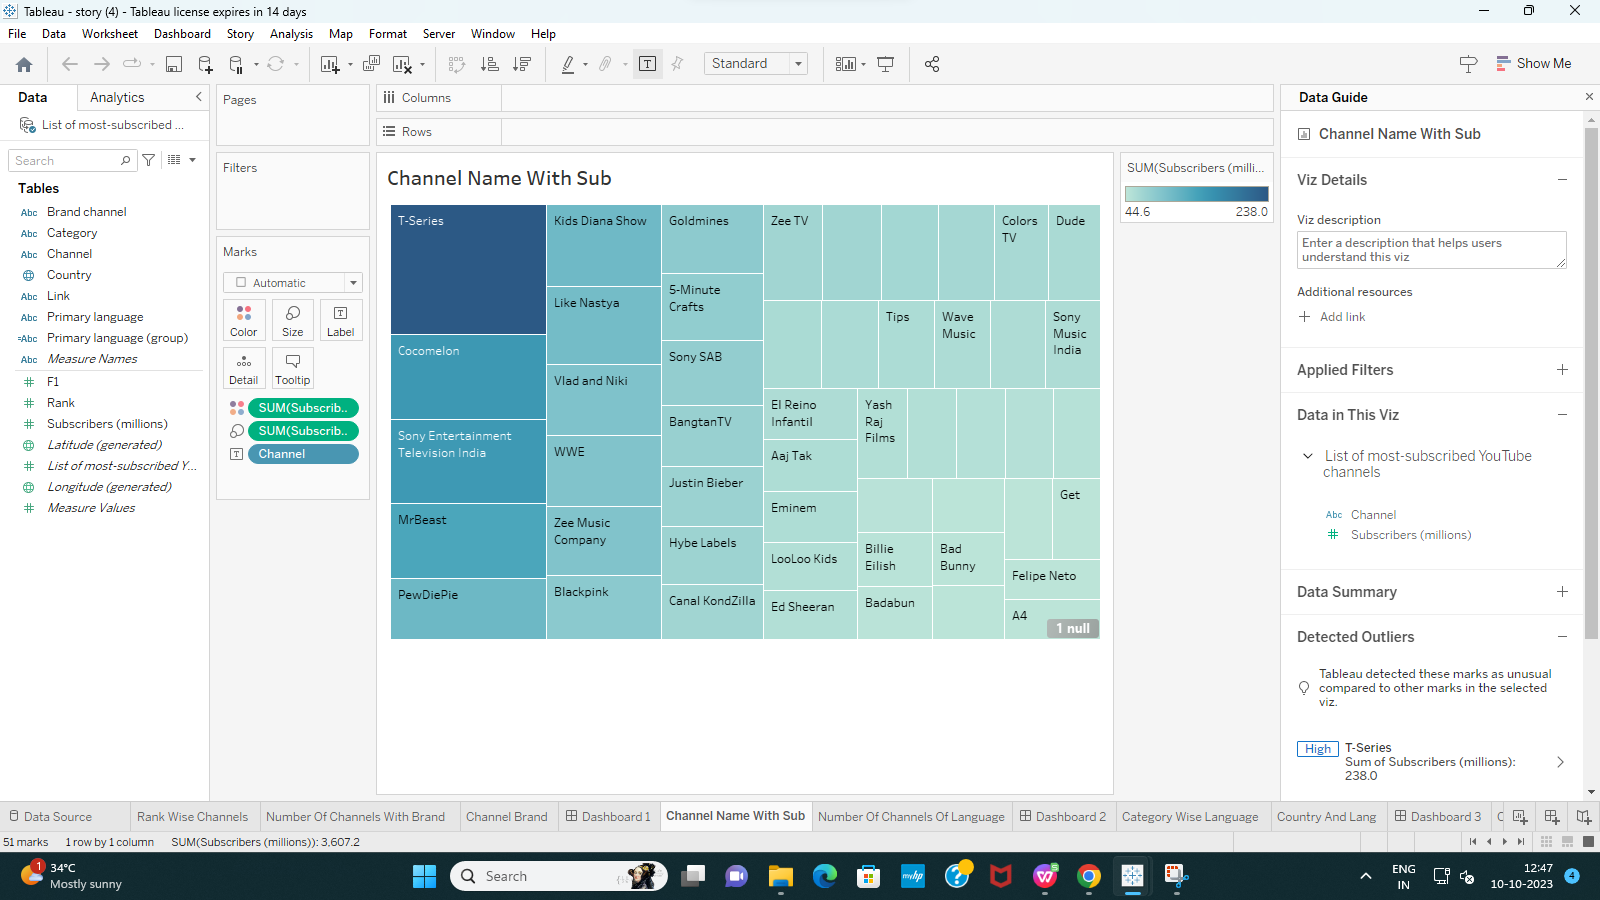 Tableau - story (4) - Tableau license expires in 14 days
File Data Worksheet Dashboard Story Analysis Map Format Server Window Help
Standard
Show Me
Data Analytics
List of most-subscribed ...
Search
Tables
Abc Brand channel
Abc Category
Abc Channel
Country
Abc Link
Abc Primary language
=Abc Primary language (group)
Abc Measure Names
# F1
# Rank
# Subscribers (millions)
Latitude (generated)
# List of most-subscribed Y...
Longitude (generated)
# Measure Values
Pages
Filters
Marks
Automatic
Color Size Label
Detail Tooltip
SUM(Subscrib..
SUM(Subscrib..
Channel
Columns
Rows
Channel Name With Sub
T-Series
Cocomelon
Sony Entertainment
Television India
MrBeast
PewDiePie
Kids Diana Show
Like Nastya
Vlad and Niki
WWE
Zee Music
Company
Blackpink
Goldmines
5-Minute
Crafts
Sony SAB
BangtanTV
Justin Bieber
Hybe Labels
Canal KondZilla
Zee TV
Colors
TV
Dude
Tips
Wave
Music
Sony
Music
India
El Reino
Infantil
Aaj Tak
Eminem
LooLoo Kids
Ed Sheeran
Yash
Raj
Films
Billie
Eilish
Badabun
Bad
Bunny
Get
Felipe Neto
A4
1 null
SUM(Subscribers (milli...
44.6 238.0
Data Guide
Channel Name With Sub
Viz Details
Viz description
Enter a description that helps users
understand this viz
Additional resources
Add link
Applied Filters
Data in This Viz
List of most-subscribed YouTube
channels
Abc Channel
# Subscribers (millions)
Data Summary
Detected Outliers
Tableau detected these marks as unusual
compared to other marks in the selected
viz.
High T-Series
Sum of Subscribers (millions):
238.0
Data Source Rank Wise Channels Number Of Channels With Brand Channel Brand Dashboard 1 Channel Name With Sub Number Of Channels Of Language Dashboard 2 Category Wise Language Country And Lang Dashboard 3
51 marks 1 row by 1 column SUM(Subscribers (millions)): 3,607.2
1
34°C
Mostly sunny
Search
myhp
5
ENG
IN
12:47
10-10-2023
4